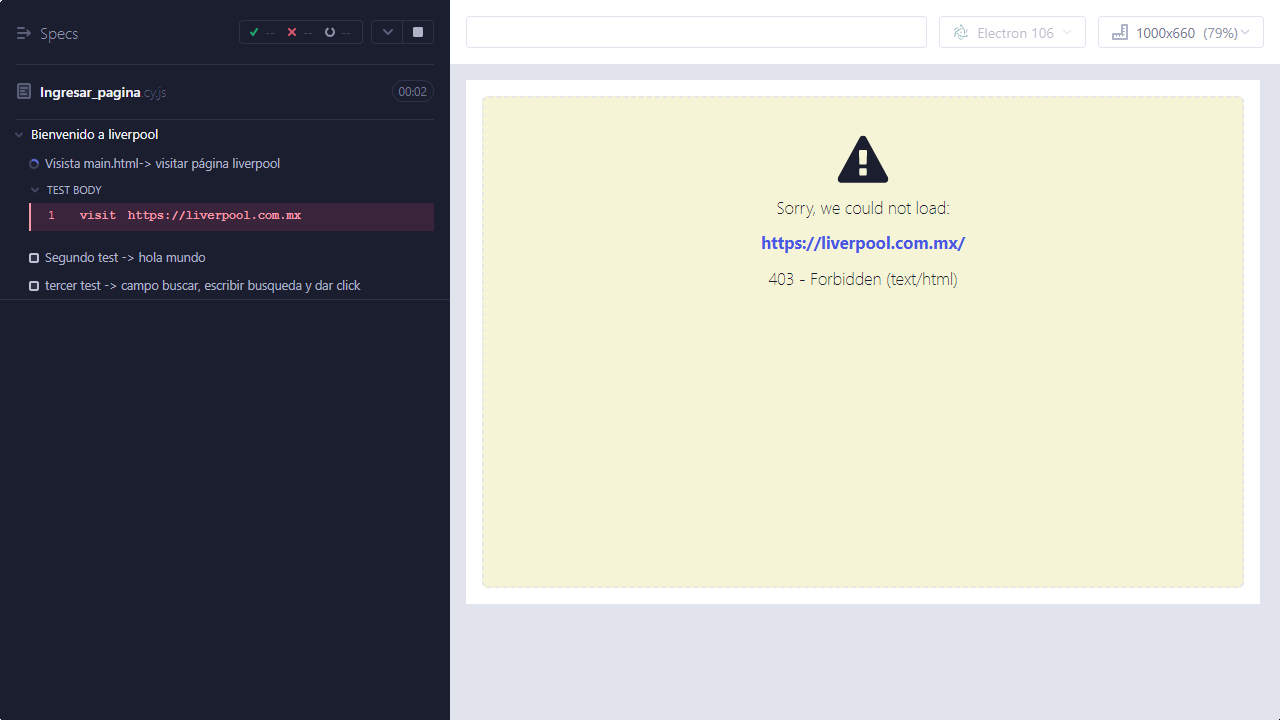 Specs
-- -- --
Ingresar_pagina.cy.js 00:02
Bienvenido a liverpool
Visista main.html-> visitar página liverpool
TEST BODY
1 visit https://liverpool.com.mx
Segundo test -> hola mundo
tercer test -> campo buscar, escribir busqueda y dar click
Electron 106
1000x660 (79%)
Sorry, we could not load:
https://liverpool.com.mx/
403 - Forbidden (text/html)